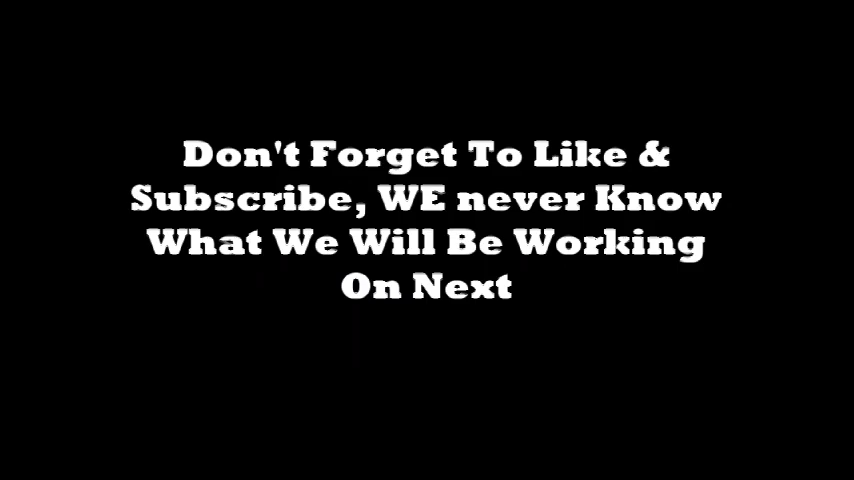 Don't Forget To Like &
Subscribe, WE never Know
What We Will Be Working
On Next